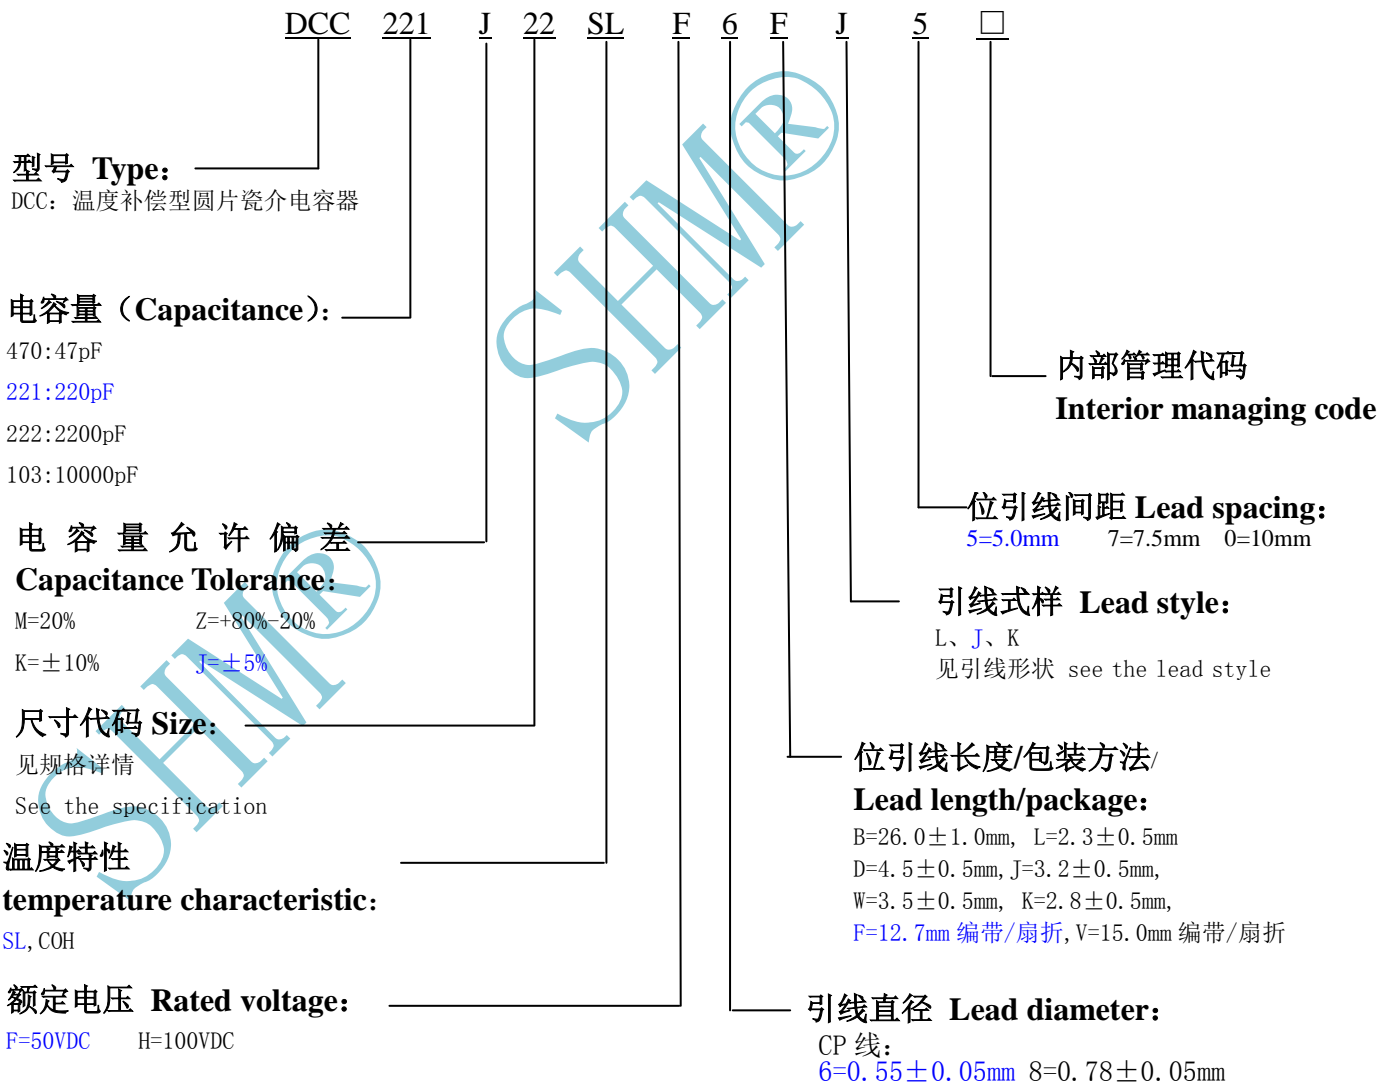 DCC 221 J 22 SL F 6 F J 5 □
型号 Type：
DCC：温度补偿型圆片瓷介电容器
电容量（Capacitance）：
470:47pF
221:220pF
222:2200pF
103:10000pF
电容量允许偏差
Capacitance Tolerance：
M=20% Z=+80%-20%
K=±10% J=±5%
尺寸代码 Size：
见规格详情
See the specification
温度特性
temperature characteristic：
SL,COH
额定电压 Rated voltage：
F=50VDC H=100VDC
内部管理代码
Interior managing code
位引线间距 Lead spacing：
5=5.0mm 7=7.5mm 0=10mm
引线式样 Lead style：
L、J、K
见引线形状 see the lead style
位引线长度/包装方法/
Lead length/package：
B=26.0±1.0mm, L=2.3±0.5mm
D=4.5±0.5mm,J=3.2±0.5mm,
W=3.5±0.5mm, K=2.8±0.5mm,
F=12.7mm 编带/扇折,V=15.0mm 编带/扇折
引线直径 Lead diameter：
CP 线：
6=0.55±0.05mm 8=0.78±0.05mm
SHM®
SHM®